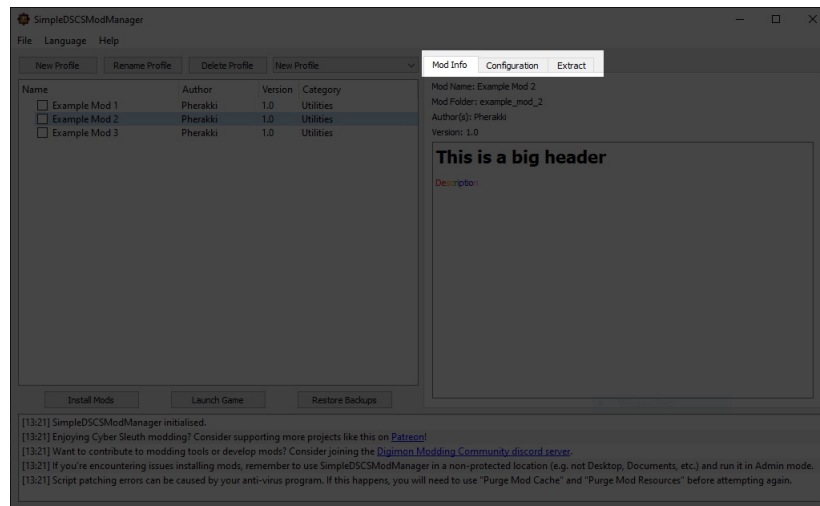 SimpleDSCSModManager
File Language Help
New Profile Rename Profile Delete Profile New Profile
Mod Info Configuration Extract
Name Author Version Category
Example Mod 1 Pherakki 1.0 Utilities
Example Mod 2 Pherakki 1.0 Utilities
Example Mod 3 Pherakki 1.0 Utilities
Mod Name: Example Mod 2
Mod Folder: example_mod_2
Author(s): Pherakki
Version: 1.0
This is a big header
Description
Install Mods Launch Game Restore Backups
[13:21] SimpleDSCSModManager initialised.
[13:21] Enjoying Cyber Sleuth modding? Consider supporting more projects like this on Patreon!
[13:21] Want to contribute to modding tools or develop mods? Consider joining the Digimon Modding Community discord server.
[13:21] If you're encountering issues installing mods, remember to use SimpleDSCSModManager in a non-protected location (e.g. not Desktop, Documents, etc.) and run it in Admin mode.
[13:21] Script patching errors can be caused by your anti-virus program. If this happens, you will need to use "Purge Mod Cache" and "Purge Mod Resources" before attempting again.